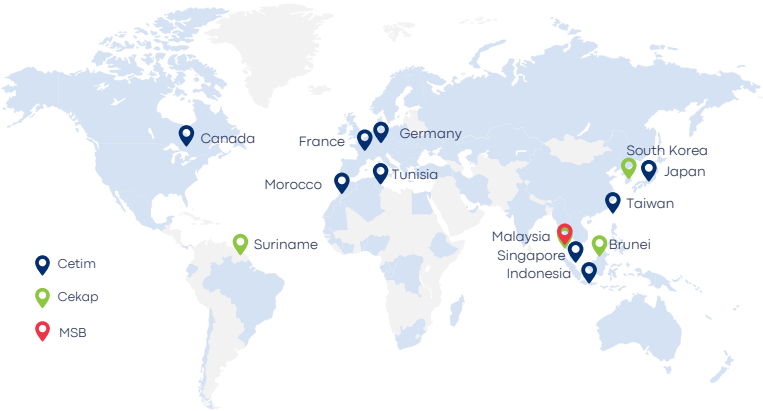 Canada
France
Germany
South Korea
Japan
Morocco
Tunisia
Taiwan
Malaysia
Suriname
Brunei
Singapore
Indonesia
Cetim
Cekap
MSB